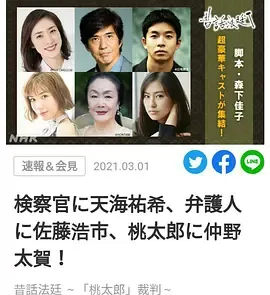 昔話法廷
脚本・森下佳子
超豪華キャストが集結！
NHK
速報＆会見
2021.03.01
LINE
検察官に天海祐希、弁護人
に佐藤浩市、桃太郎に仲野
太賀！
昔話法廷 ~「桃太郎」裁判 ~